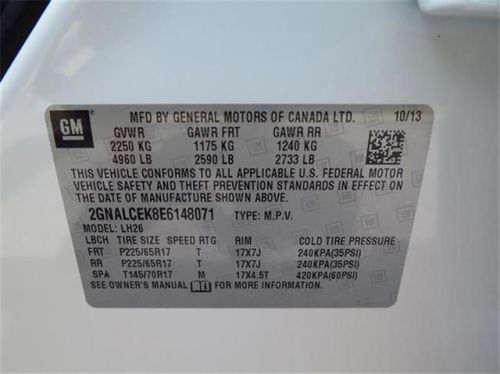 GM
MFD BY GENERAL MOTORS OF CANADA LTD. 10/13
GVWR GAWR FRT GAWR RR
2250 KG 1175 KG 1240 KG
4960 LB 2590 LB 2733 LB
THIS VEHICLE CONFORMS TO ALL APPLICABLE U.S. FEDERAL MOTOR
VEHICLE SAFETY AND THEFT PREVENTION STANDARDS IN EFFECT ON
THE DATE OF MANUFACTURE SHOWN ABOVE.
2GNALCEK8E6148071 TYPE: M.P.V.
MODEL: LH26
LBCH TIRE SIZE SPEED RTG RIM COLD TIRE PRESSURE
FRT P225/65R17 T 17X7J 240KPA(35PSI)
RR P225/65R17 T 17X7J 240KPA(35PSI)
SPA T145/70R17 M 17X4.5T 420KPA(60PSI)
SEE OWNER'S MANUAL FOR MORE INFORMATION.